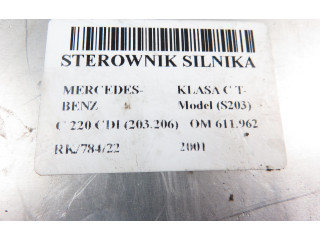 STEROWNIK SILNIKA
MERCEDES- KLASA C T-
BENZ Model (S203)
C 220 CDI (203.206) OM 611.962
RK/784/22 2001